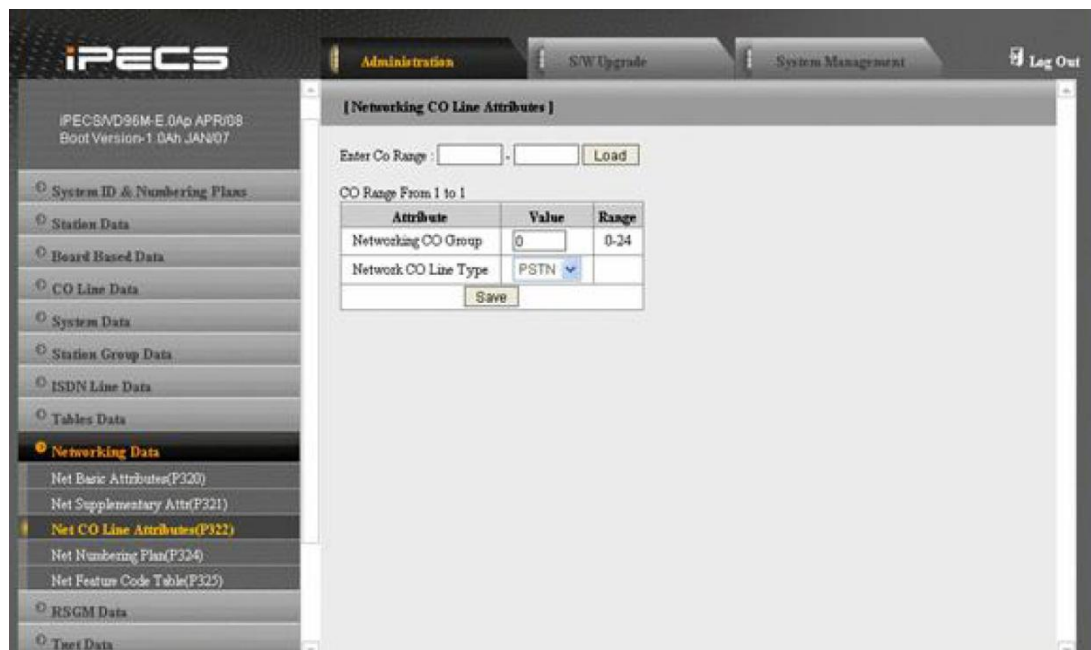 iPECS
Administration
S/W Upgrade
System Management
Log Out
iPECS/VD96M-E.0Ap APR/08
Boot Version-1.0Ah JAN/07
System ID & Numbering Plans
Station Data
Board Based Data
CO Line Data
System Data
Station Group Data
ISDN Line Data
Tables Data
Networking Data
Net Basic Attributes(P320)
Net Supplementary Attr(P321)
Net CO Line Attributes(P322)
Net Numbering Plan(P324)
Net Feature Code Table(P325)
RSGM Data
Tnet Data
[ Networking CO Line Attributes ]
Enter Co Range : - Load
CO Range From 1 to 1
Attribute Value Range
Networking CO Group 0 0-24
Network CO Line Type PSTN
Save